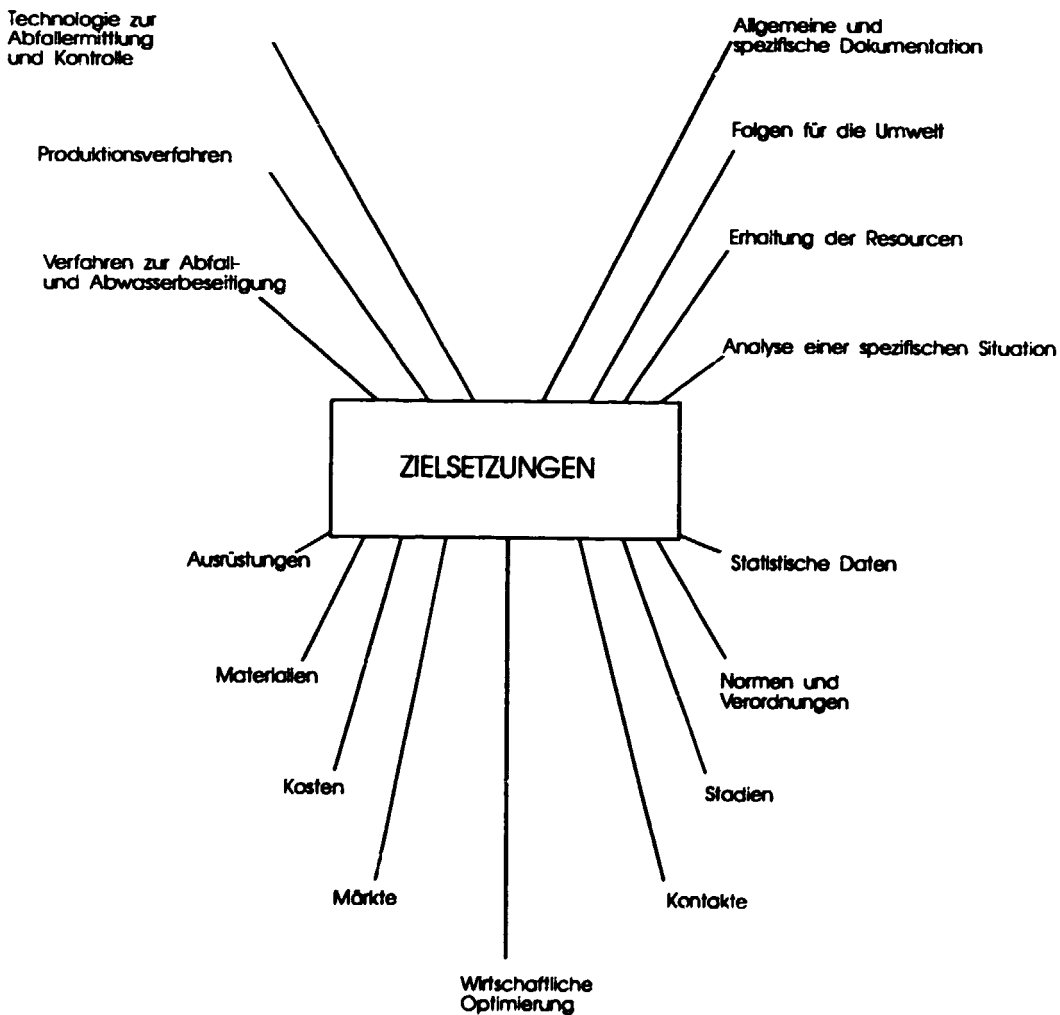 Technologie zur
Abfallermittlung
und Kontrolle
Allgemeine und
spezifische Dokumentation
Produktionsverfahren
Folgen für die Umwelt
Verfahren zur Abfall-
und Abwasserbeseitigung
Erhaltung der Resourcen
Analyse einer spezifischen Situation
ZIELSETZUNGEN
Ausrüstungen
Statistische Daten
Materialien
Normen und
Verordnungen
Kosten
Stadien
Märkte
Kontakte
Wirtschaftliche
Optimierung